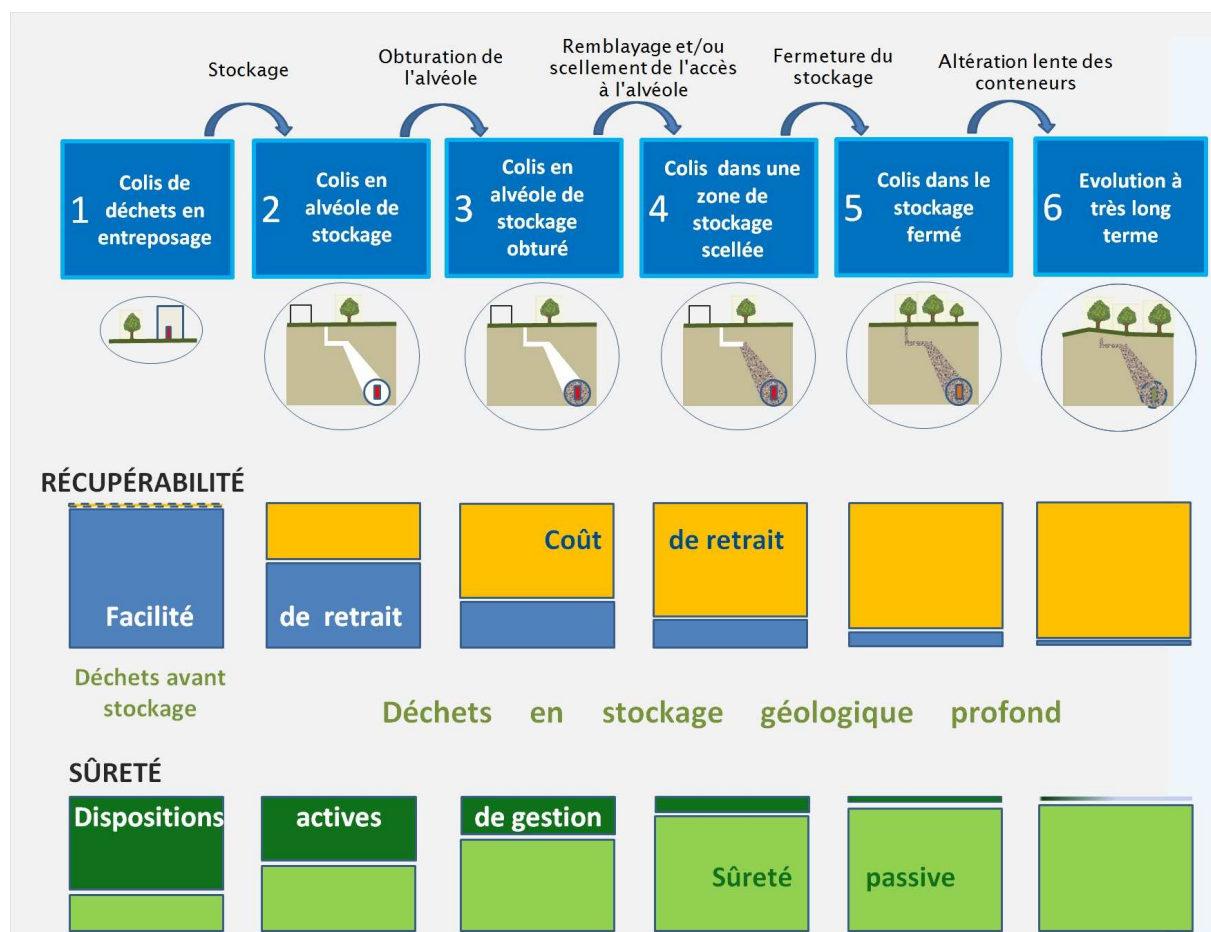 Stockage
Obturation de
l'alvéole
Remblayage et/ou
scellement de l'accès
à l'alvéole
Fermeture du
stockage
Altération lente des
conteneurs
1
Colis de
déchets en
entreposage
2
Colis en
alvéole de
stockage
3
Colis en
alvéole de
stockage
obturé
4
Colis dans une
zone de
stockage
scellée
5
Colis dans le
stockage
fermé
6
Evolution à
très long
terme
RÉCUPÉRABILITÉ
Coût de retrait
Facilité de retrait
Déchets avant
stockage
Déchets en stockage géologique profond
SÛRETÉ
Dispositions actives de gestion
Sûreté passive